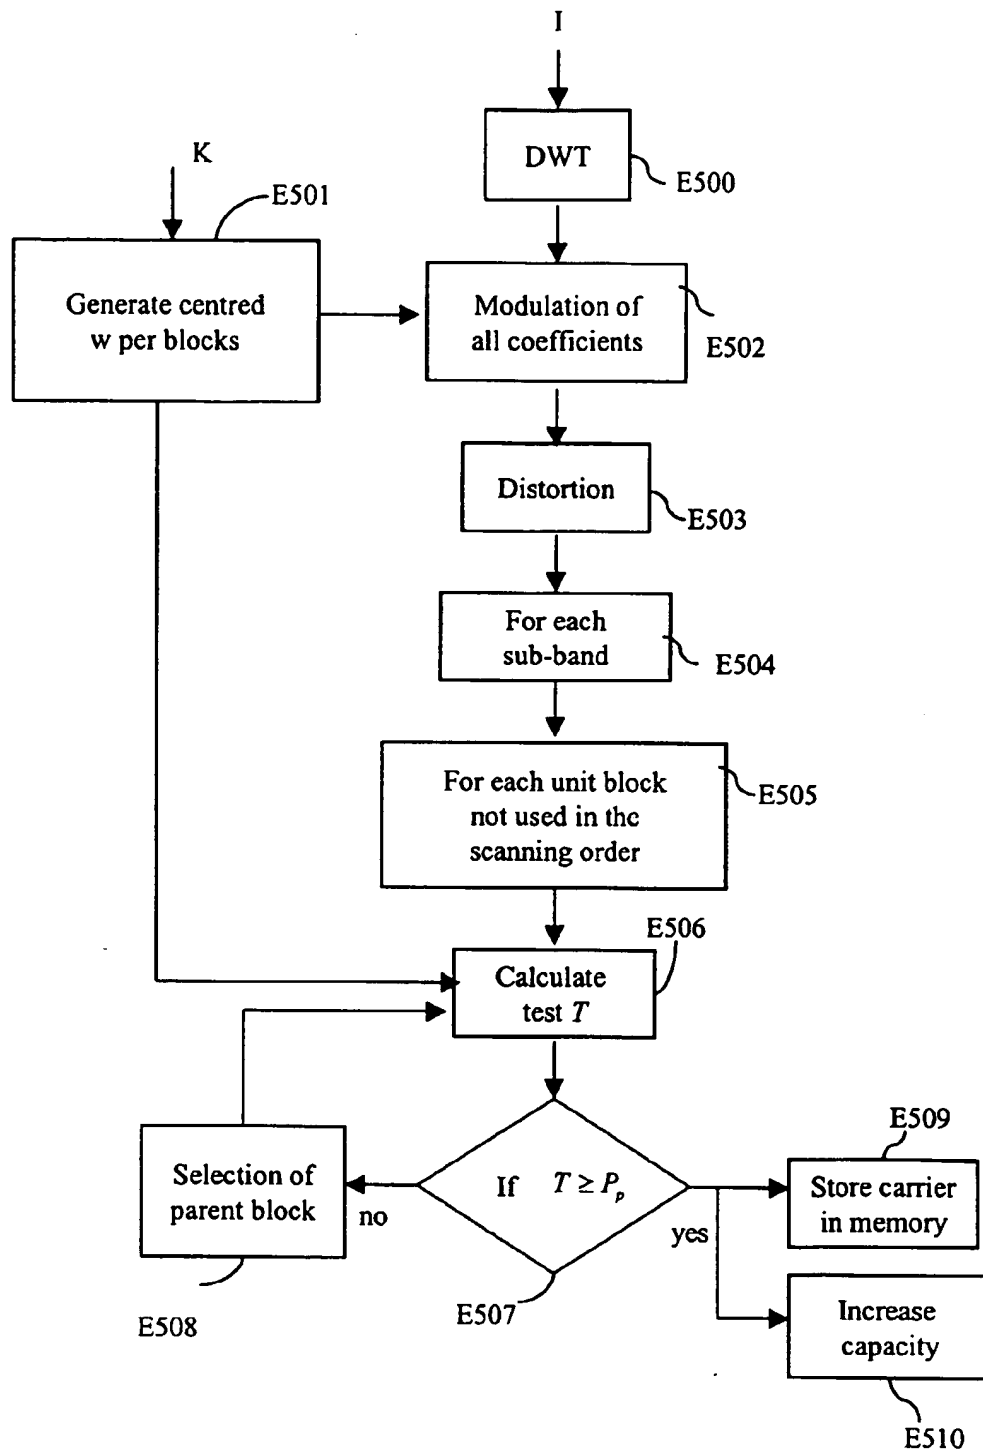 I
DWT
E500
K
E501
Generate centred
w per blocks
Modulation of
all coefficients
E502
Distortion
E503
For each
sub-band
E504
For each unit block
not used in the
scanning order
E505
E506
Calculate
test T
If T ≥ P_p
no
yes
E507
Selection of
parent block
E508
E509
Store carrier
in memory
Increase
capacity
E510